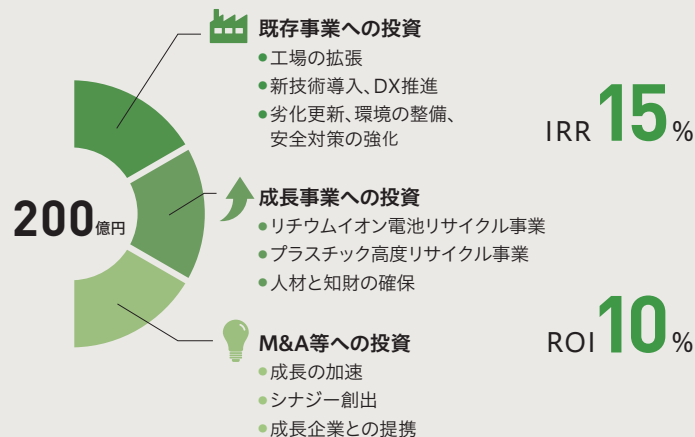 200億円
既存事業への投資
●工場の拡張
●新技術導入、DX推進
●劣化更新、環境の整備、
安全対策の強化
成長事業への投資
●リチウムイオン電池リサイクル事業
●プラスチック高度リサイクル事業
●人材と知財の確保
M&A等への投資
●成長の加速
●シナジー創出
●成長企業との提携
IRR 15%
ROI 10%